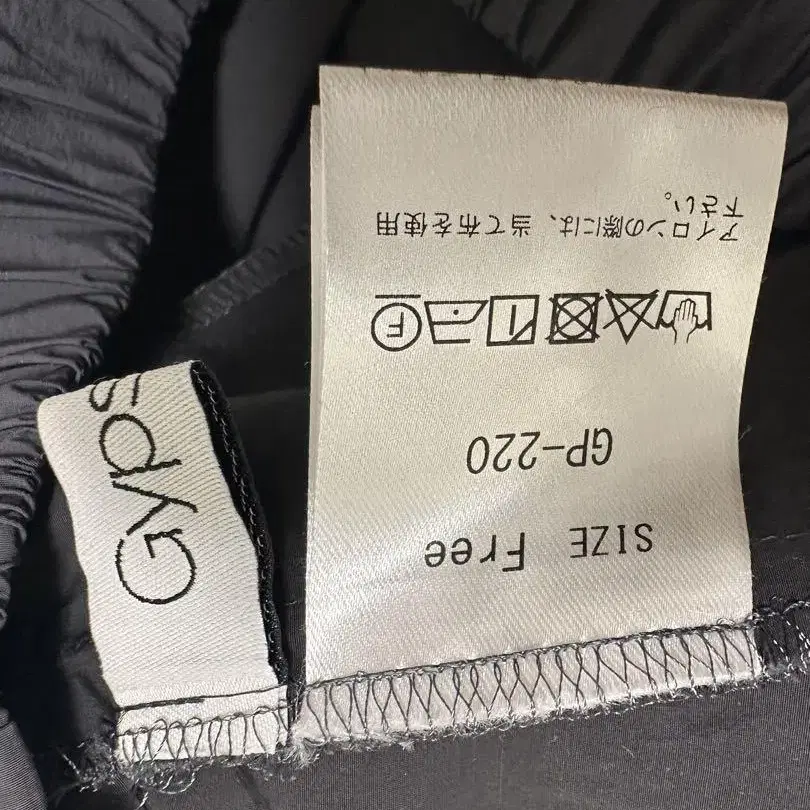 SIZE Free
GP-220
F
アイロンの際には、当て布を使用
下さい。
Gyps